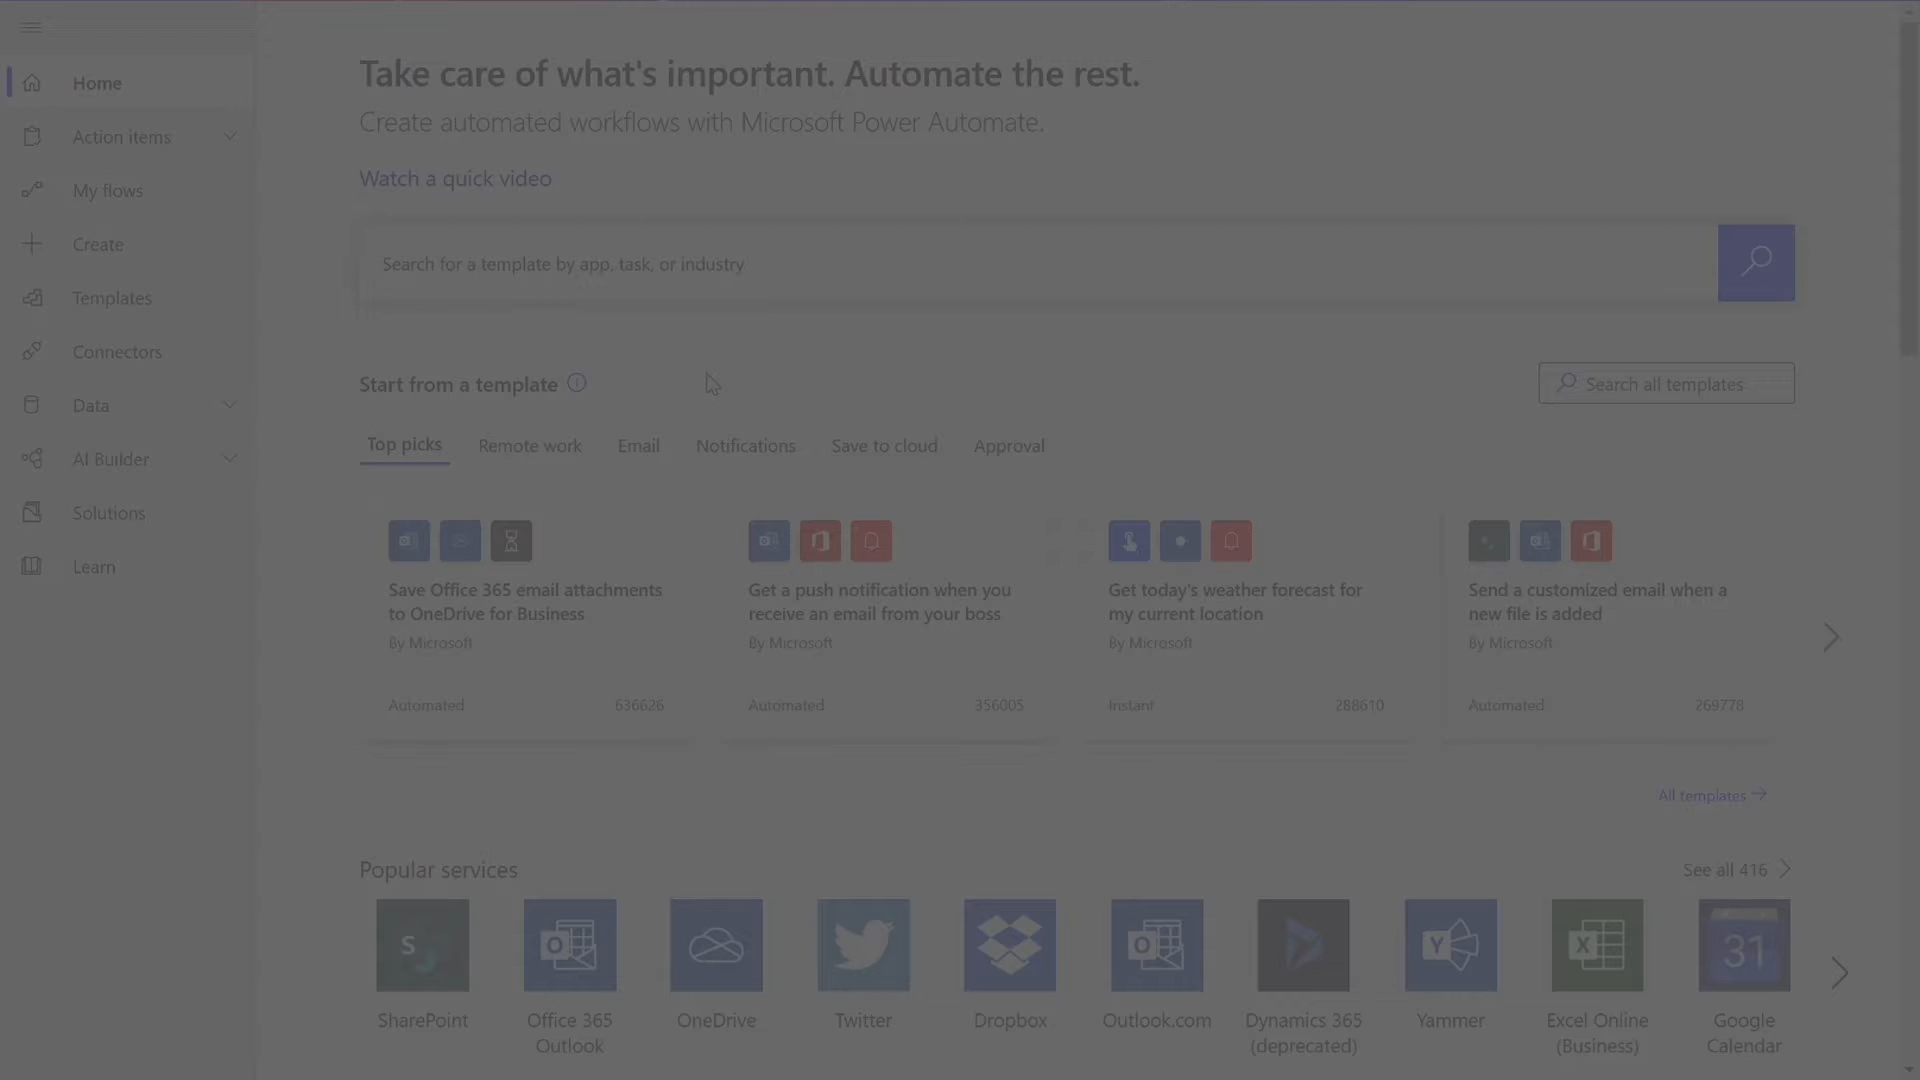 Home
Action items
My flows
Create
Templates
Connectors
Data
AI Builder
Solutions
Learn
Take care of what's important. Automate the rest.
Create automated workflows with Microsoft Power Automate.
Watch a quick video
Search for a template by app, task, or industry
Start from a template
Search all templates
Top picks Remote work Email Notifications Save to cloud Approval
Save Office 365 email attachments
to OneDrive for Business
By Microsoft
Automated 636626
Get a push notification when you
receive an email from your boss
By Microsoft
Automated 356005
Get today's weather forecast for
my current location
By Microsoft
Instant 288610
Send a customized email when a
new file is added
By Microsoft
Automated 269778
All templates
Popular services
See all 416
S
SharePoint
O
Office 365
Outlook
OneDrive
Twitter
Dropbox
O
Outlook.com
Dynamics 365
(deprecated)
Y
Yammer
X
Excel Online
(Business)
31
Google
Calendar